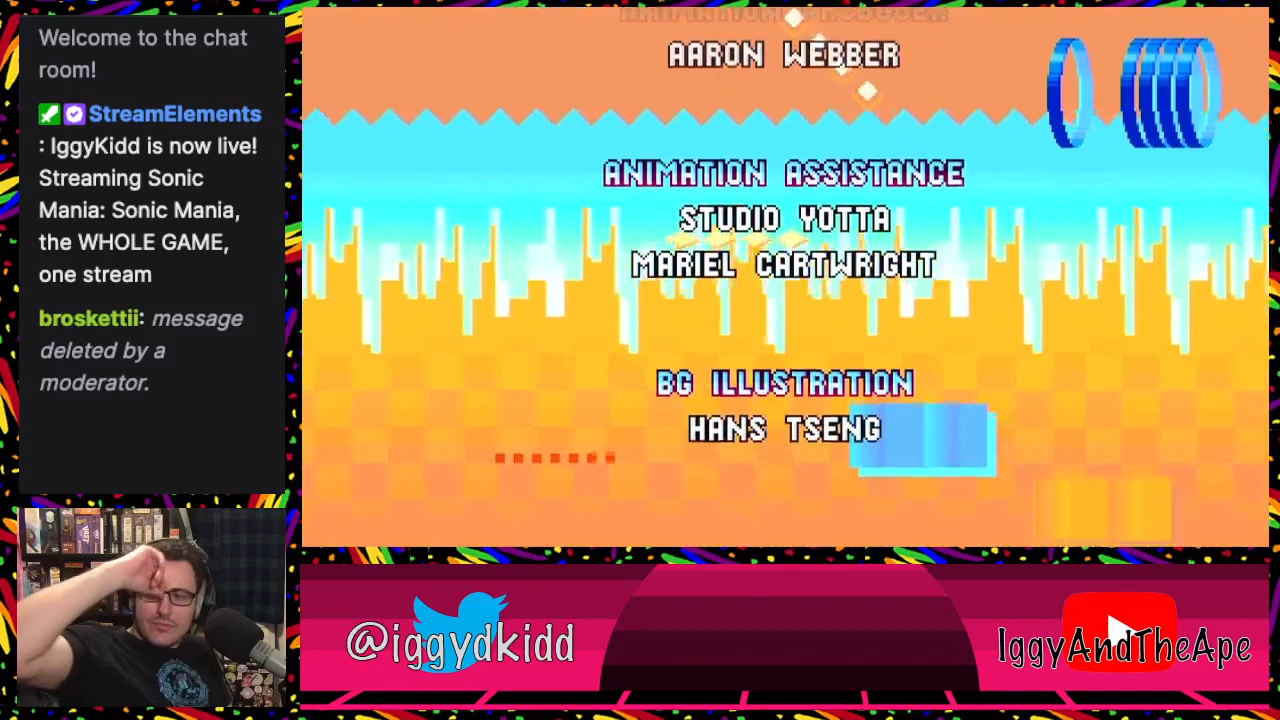 Welcome to the chat
room!
StreamElements
: IggyKidd is now live!
Streaming Sonic
Mania: Sonic Mania,
the WHOLE GAME,
one stream
broskettii: message
deleted by a
moderator.
AARON WEBBER
ANIMATION ASSISTANCE
STUDIO YOTTA
MARIEL CARTWRIGHT
BG ILLUSTRATION
HANS TSENG
@iggydkidd
IggyAndTheApe